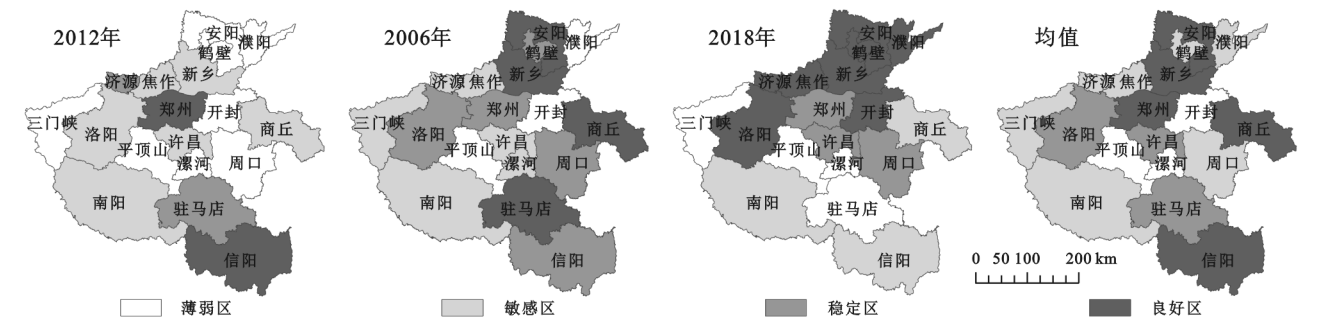 2012年
安阳
濮阳
鹤壁
新乡
济源 焦作
郑州
开封
三门峡
洛阳
商丘
许昌
平顶山
漯河
周口
南阳
驻马店
信阳
2006年
安阳
濮阳
鹤壁
新乡
济源 焦作
郑州
开封
三门峡
洛阳
商丘
许昌
平顶山
漯河
周口
南阳
驻马店
信阳
2018年
安阳
濮阳
鹤壁
新乡
济源 焦作
郑州
开封
三门峡
洛阳
商丘
许昌
平顶山
漯河
周口
南阳
驻马店
信阳
均值
安阳
濮阳
鹤壁
新乡
济源 焦作
郑州
开封
三门峡
洛阳
商丘
许昌
平顶山
漯河
周口
南阳
驻马店
信阳
0 50 100 200 km
薄弱区 敏感区 稳定区 良好区